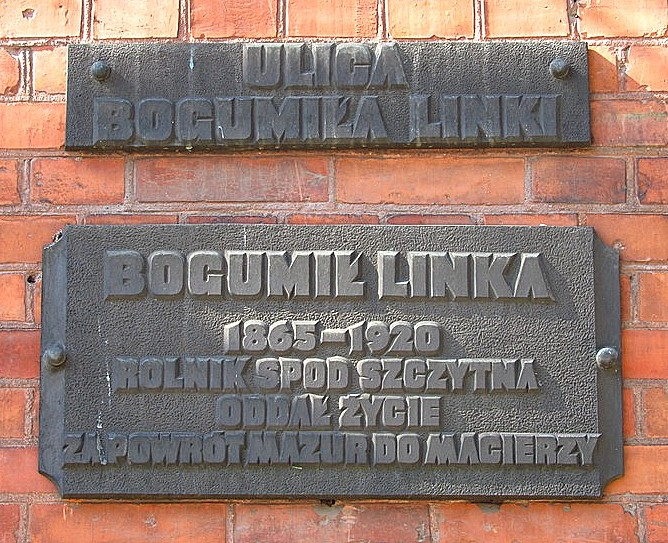 ULICA
BOGUMIŁA LINKI
BOGUMIŁ LINKA
1865-1920
ROLNIK SPOD SZCZYTNA
ODDAŁ ŻYCIE
ZA POWRÓT MAZUR DO MACIERZY